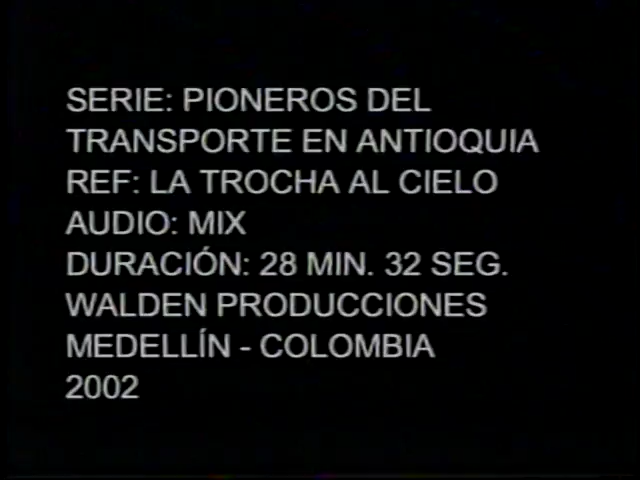 SERIE: PIONEROS DEL
TRANSPORTE EN ANTIOQUIA
REF: LA TROCHA AL CIELO
AUDIO: MIX
DURACIÓN: 28 MIN. 32 SEG.
WALDEN PRODUCCIONES
MEDELLÍN - COLOMBIA
2002